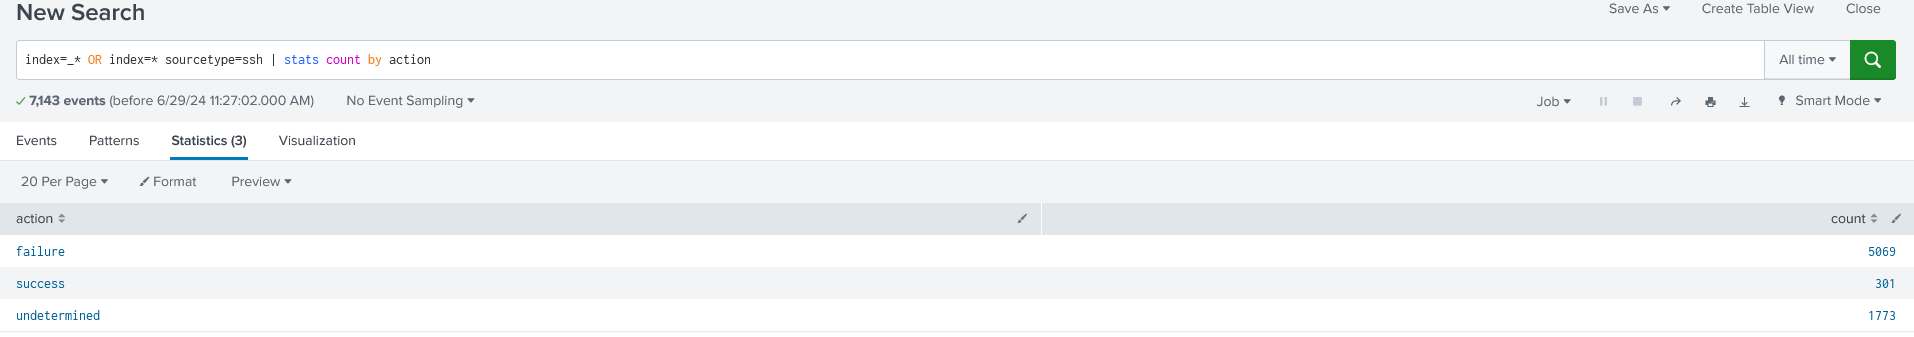 New Search
Save As Create Table View Close
index=_* OR index=* sourcetype=ssh | stats count by action
All time
7,143 events (before 6/29/24 11:27:02.000 AM) No Event Sampling
Job Smart Mode
Events Patterns Statistics (3) Visualization
20 Per Page Format Preview
action count
failure 5069
success 301
undetermined 1773